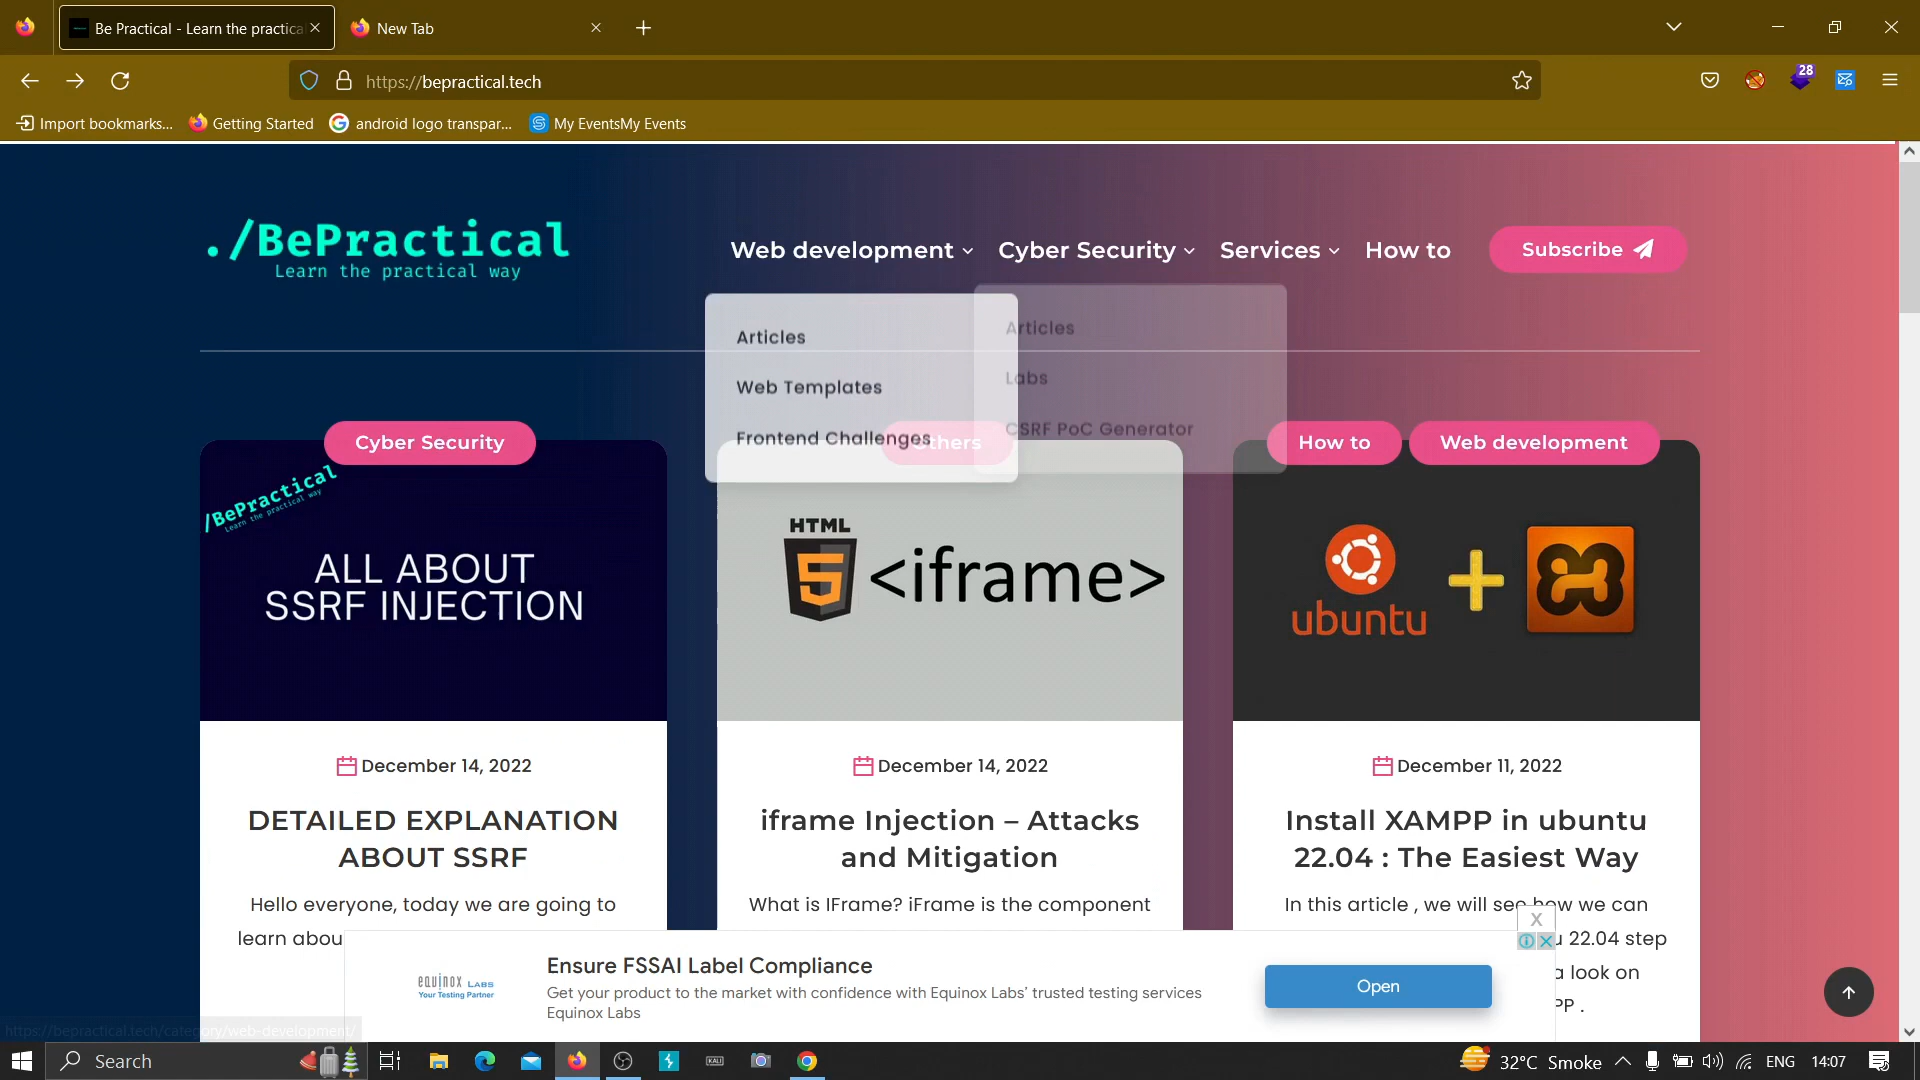 Be Practical - Learn the practica
New Tab
https://bepractical.tech
28
Import bookmarks...
Getting Started
android logo transpar...
My EventsMy Events
./BePractical
Learn the practical way
Web development
Cyber Security
Services
How to
Subscribe
Articles
Web Templates
Frontend Challenges
Articles
Labs
CSRF PoC Generator
Cyber Security
Others
How to
Web development
/BePractical
Learn the practical way
ALL ABOUT
SSRF INJECTION
HTML
5
<iframe>
ubuntu
December 14, 2022
December 14, 2022
December 11, 2022
DETAILED EXPLANATION
ABOUT SSRF
iframe Injection – Attacks
and Mitigation
Install XAMPP in ubuntu
22.04 : The Easiest Way
Hello everyone, today we are going to
learn abou
What is IFrame? iFrame is the component
In this article , we will see how we can
u 22.04 step
a look on
PP .
X
equinox LABS
Your Testing Partner
Ensure FSSAI Label Compliance
Get your product to the market with confidence with Equinox Labs' trusted testing services
Equinox Labs
Open
https://bepractical.tech/category/web-development/
Search
KALI
32°C Smoke
ENG
14:07